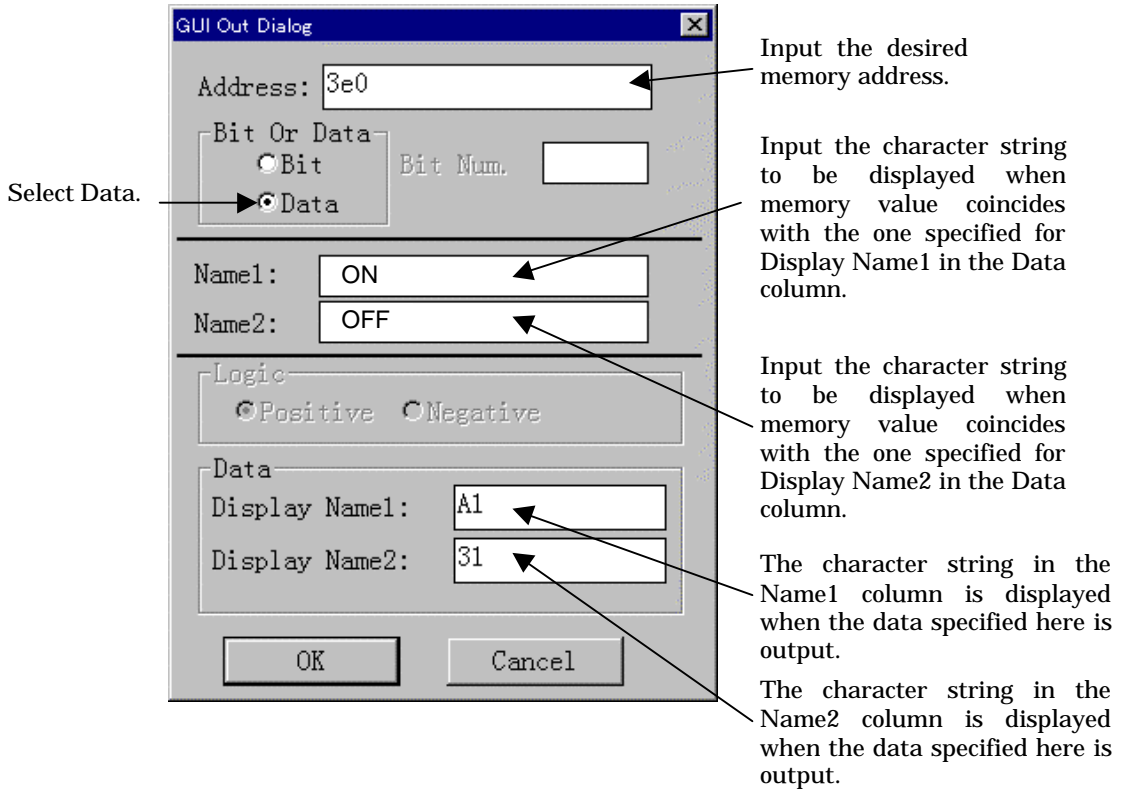 GUI Out Dialog
Address: 3e0
Bit Or Data
Bit
Bit Num.
Data
Select Data.
Name1: ON
Name2: OFF
Logic
Positive Negative
Data
Display Name1: A1
Display Name2: 31
OK Cancel
Input the desired
memory address.
Input the character string
to be displayed when
memory value coincides
with the one specified for
Display Name1 in the Data
column.
Input the character string
to be displayed when
memory value coincides
with the one specified for
Display Name2 in the Data
column.
The character string in the
Name1 column is displayed
when the data specified here is
output.
The character string in the
Name2 column is displayed
when the data specified here is
output.